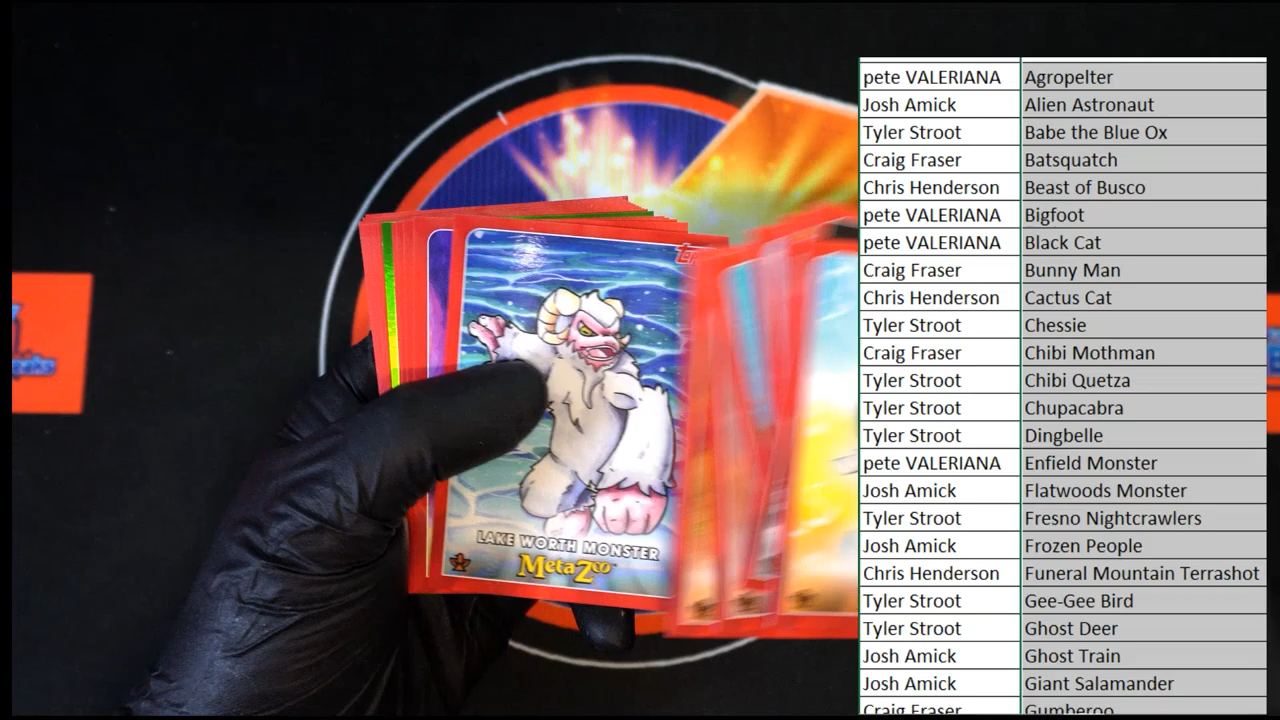 pete VALERIANA Agropelter
Josh Amick Alien Astronaut
Tyler Stroot Babe the Blue Ox
Craig Fraser Batsquatch
Chris Henderson Beast of Busco
pete VALERIANA Bigfoot
pete VALERIANA Black Cat
Craig Fraser Bunny Man
Chris Henderson Cactus Cat
Tyler Stroot Chessie
Craig Fraser Chibi Mothman
Tyler Stroot Chibi Quetza
Tyler Stroot Chupacabra
Tyler Stroot Dingbelle
pete VALERIANA Enfield Monster
Josh Amick Flatwoods Monster
Tyler Stroot Fresno Nightcrawlers
Josh Amick Frozen People
Chris Henderson Funeral Mountain Terrashot
Tyler Stroot Gee-Gee Bird
Tyler Stroot Ghost Deer
Josh Amick Ghost Train
Josh Amick Giant Salamander
Craig Fraser Gumberoo
LAKE WORTH MONSTER
MetaZoo